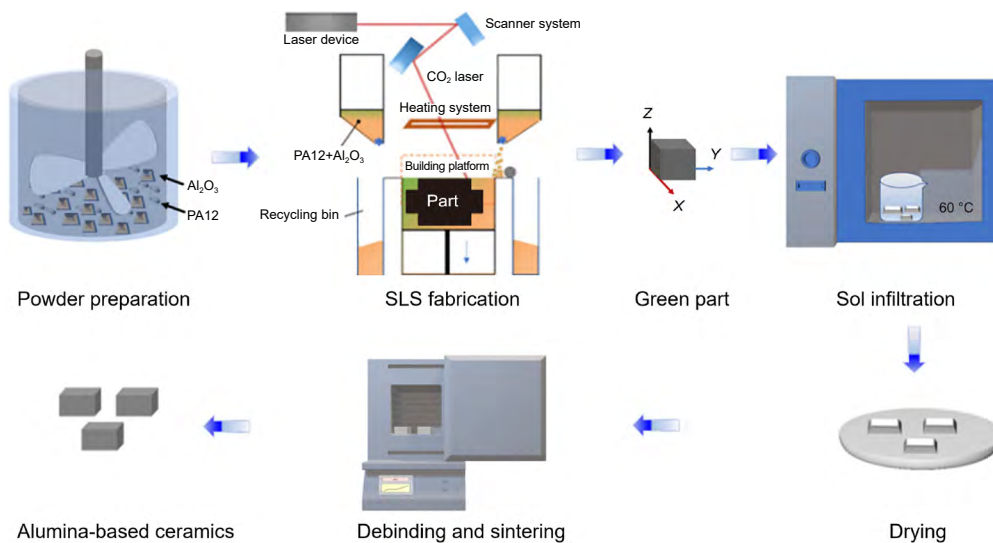 Laser device
Scanner system
CO₂ laser
Heating system
PA12+Al₂O₃
Building platform
Part
Recycling bin
Al₂O₃
PA12
Z
Y
X
60 °C
Powder preparation
SLS fabrication
Green part
Sol infiltration
Alumina-based ceramics
Debinding and sintering
Drying